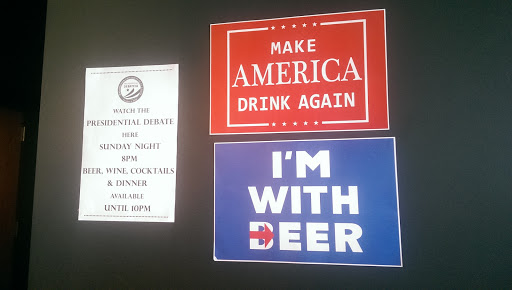 WATCH THE
PRESIDENTIAL DEBATE
HERE
SUNDAY NIGHT
8PM
BEER, WINE, COCKTAILS
& DINNER
AVAILABLE
UNTIL 10PM
MAKE
AMERICA
DRINK AGAIN
I'M
WITH
BEER